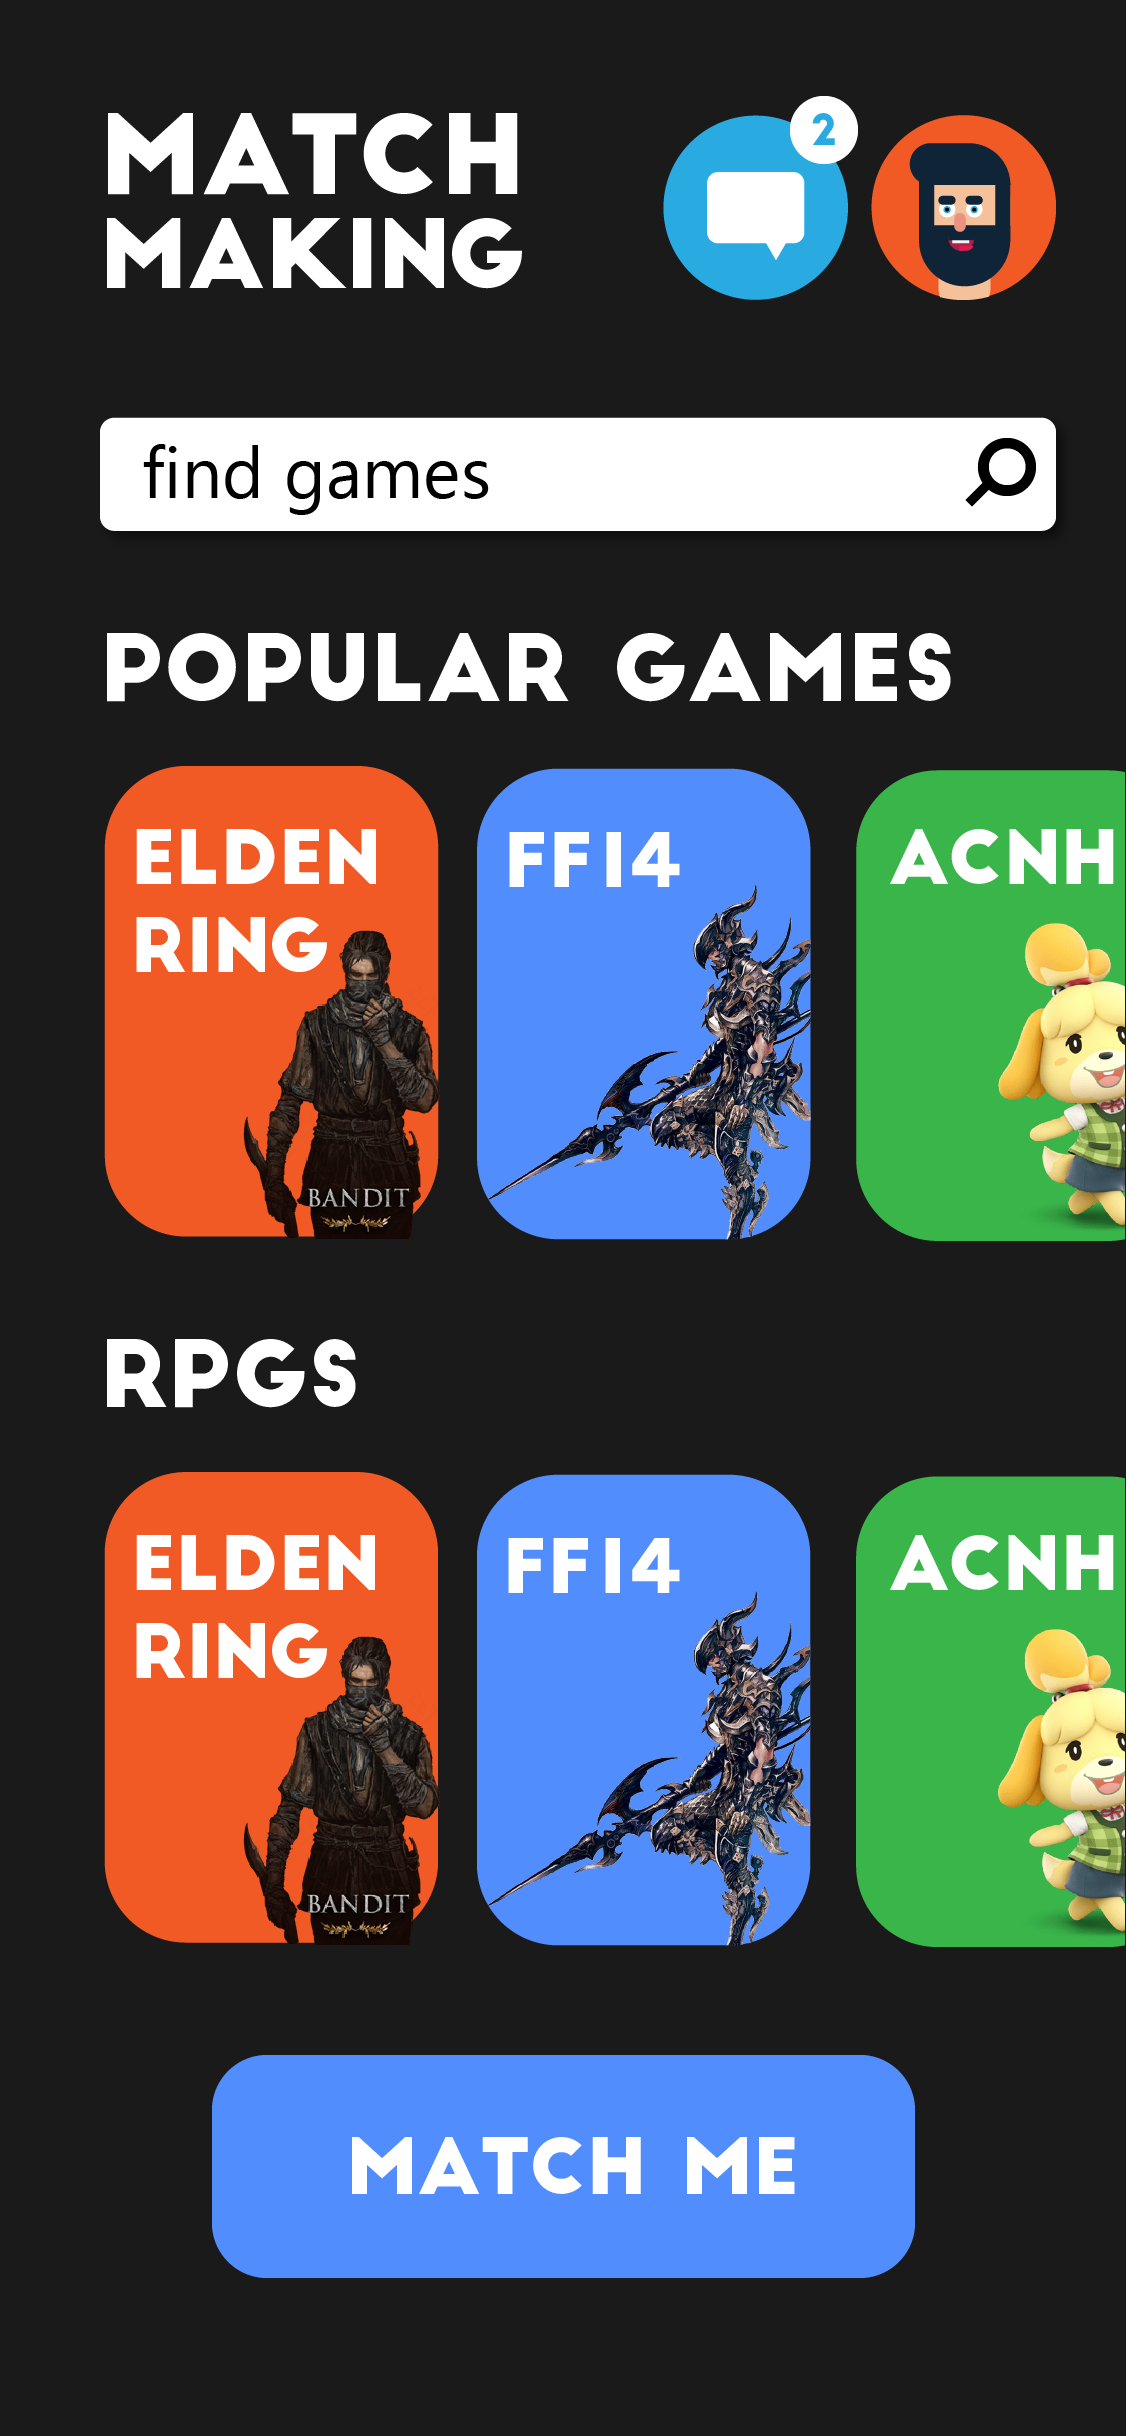 MATCH
MAKING
2
find games
POPULAR GAMES
ELDEN
RING
BANDIT
FF14
ACNH
RPGS
ELDEN
RING
BANDIT
FF14
ACNH
MATCH ME